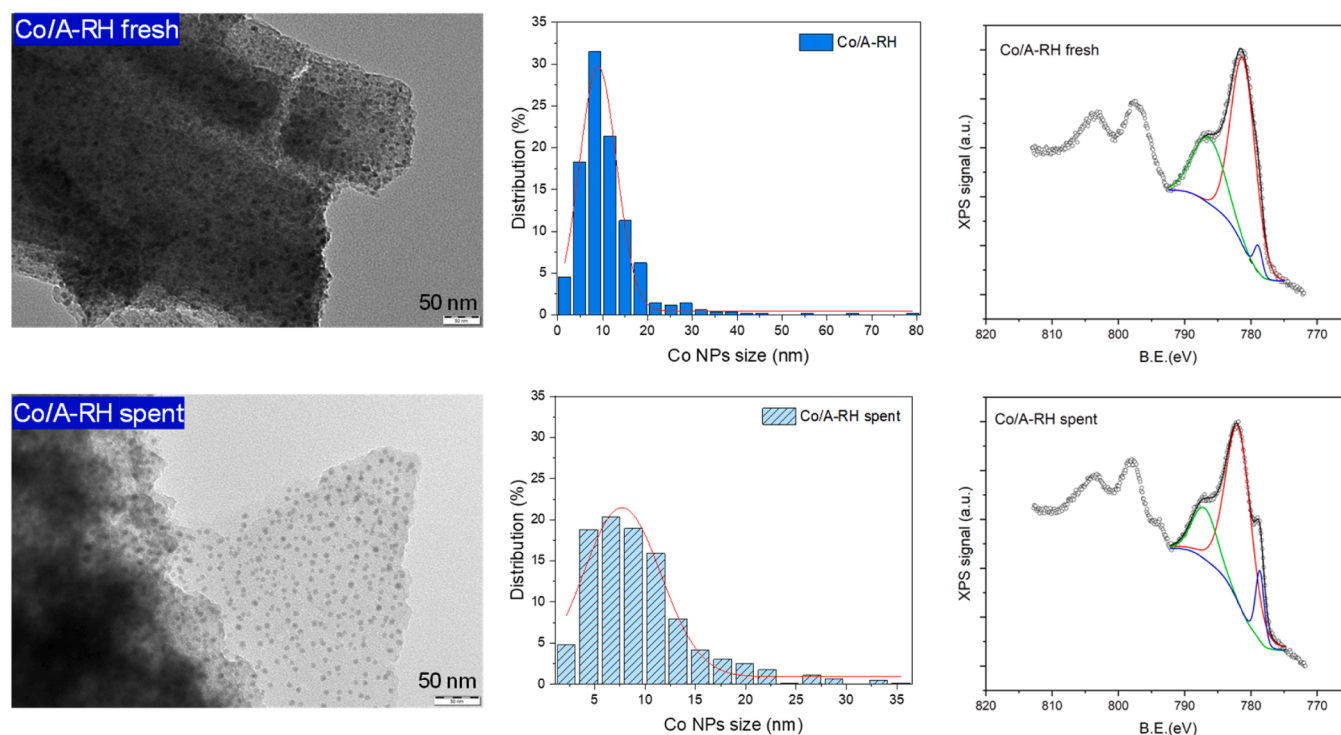 Co/A-RH fresh
50 nm
50 nm
35
30
25
20
15
10
5
0
Distribution (%)
Co/A-RH
0 10 20 30 40 50 60 70 80
Co NPs size (nm)
Co/A-RH fresh
XPS signal (a.u.)
820 810 800 790 780 770
B.E.(eV)
Co/A-RH spent
50 nm
50 nm
35
30
25
20
15
10
5
0
Distribution (%)
Co/A-RH spent
5 10 15 20 25 30 35
Co NPs size (nm)
Co/A-RH spent
XPS signal (a.u.)
820 810 800 790 780 770
B.E.(eV)